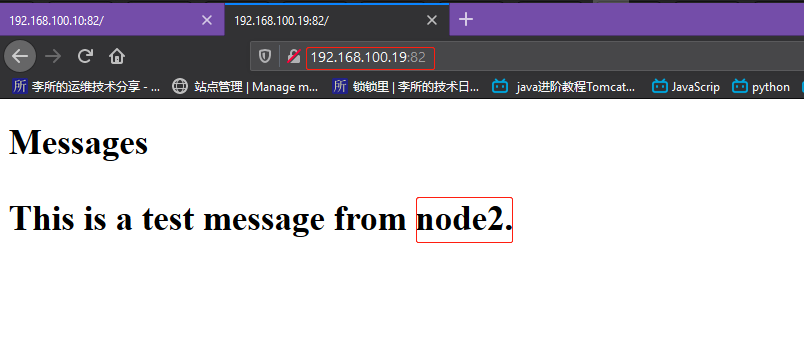 192.168.100.10:82/
192.168.100.19:82/
192.168.100.19:82
李所的运维技术分享 - ...
站点管理 | Manage m...
锁锁里 | 李所的技术日...
java进阶教程Tomcat...
JavaScrip
python
Messages
This is a test message from node2.